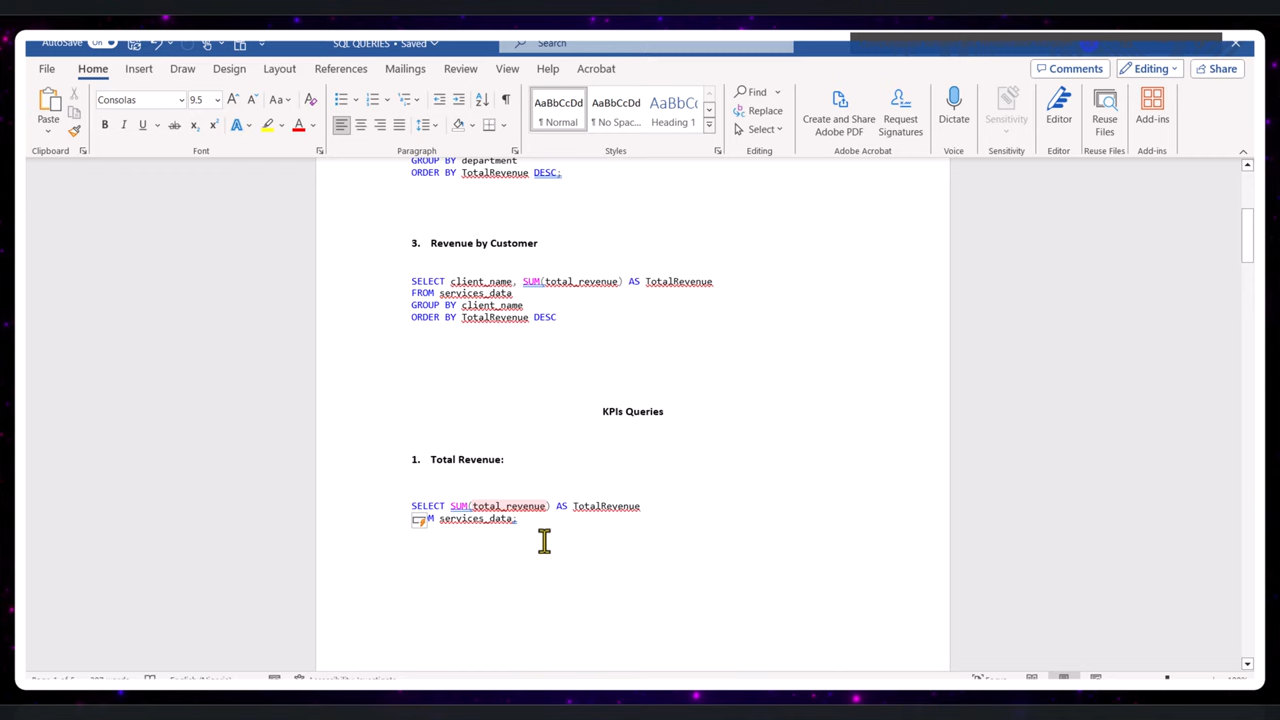 AutoSave On SQL QUERIES • Saved Search
File Home Insert Draw Design Layout References Mailings Review View Help Acrobat Comments Editing Share
Paste
Consolas 9.5 Aa
B I U ab x₂ x² A A
AaBbCcDd AaBbCcDd AaBbCc
¶ Normal ¶ No Spac... Heading 1
Find
Replace
Select
Create and Share Adobe PDF
Request Signatures
Dictate
Sensitivity
Editor
Reuse Files
Add-ins
Clipboard Font Paragraph Styles Editing Adobe Acrobat Voice Sensitivity Editor Reuse Files Add-ins
GROUP BY department
ORDER BY TotalRevenue DESC;
3. Revenue by Customer
SELECT client_name, SUM(total_revenue) AS TotalRevenue
FROM services_data
GROUP BY client_name
ORDER BY TotalRevenue DESC
KPIs Queries
1. Total Revenue:
SELECT SUM(total_revenue) AS TotalRevenue
M services_data;